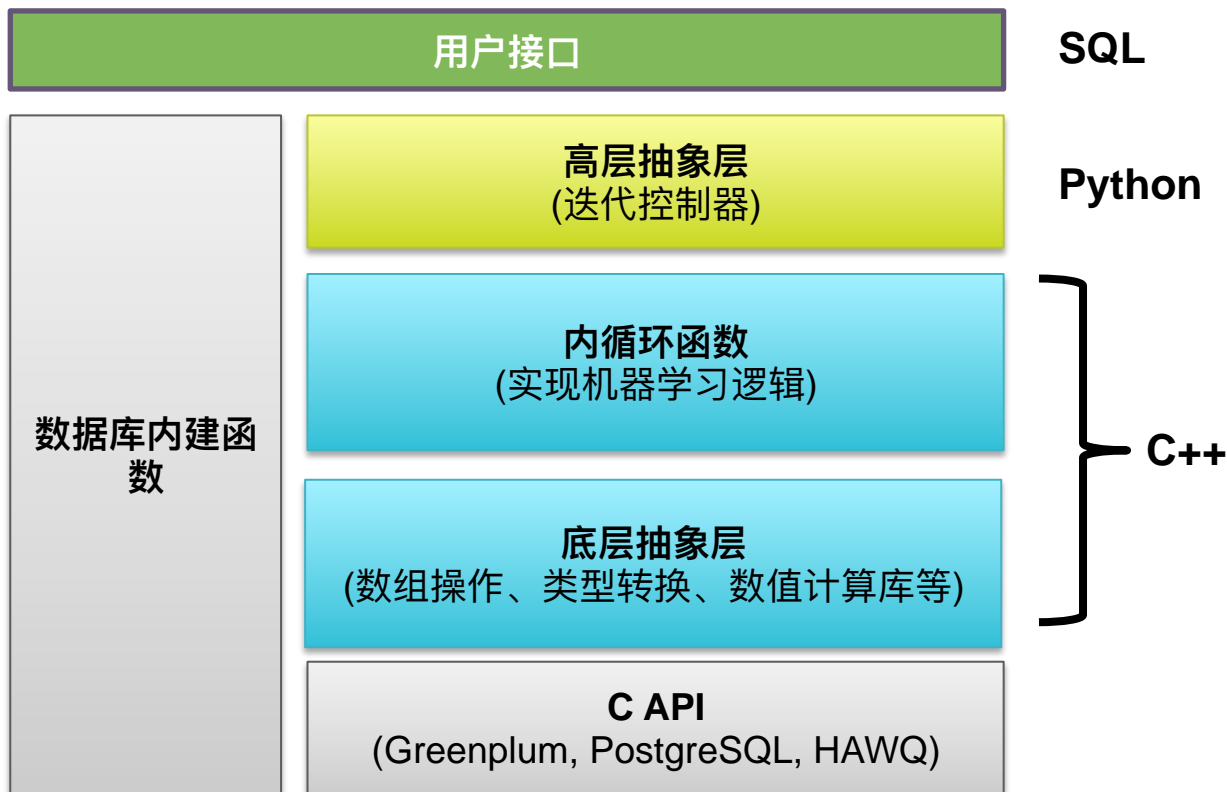 用户接口
SQL
高层抽象层
(迭代控制器)
Python
内循环函数
(实现机器学习逻辑)
数据库内建函
数
C++
底层抽象层
(数组操作、类型转换、数值计算库等)
C API
(Greenplum, PostgreSQL, HAWQ)